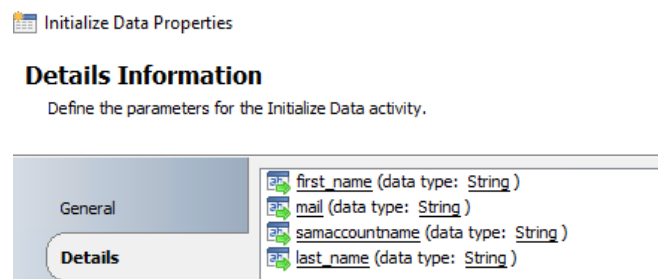 Initialize Data Properties
Details Information
Define the parameters for the Initialize Data activity.
General
Details
first_name (data type: String )
mail (data type: String )
samaccountname (data type: String )
last_name (data type: String )